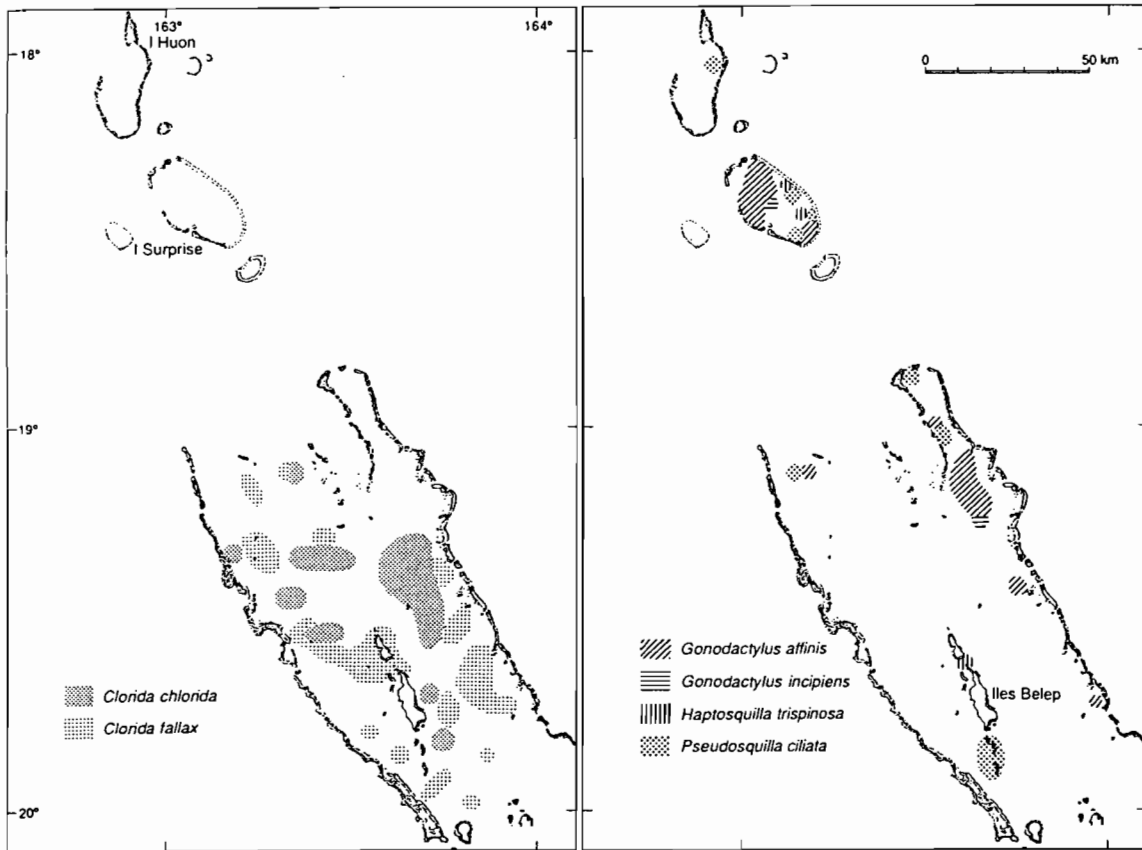 163°
164°
I Huon
18°
I Surprise
19°
Clorida chlorida
Clorida fallax
20°
0 50 km
Gonodactylus affinis
Gonodactylus incipiens
Haptosquilla trispinosa
Pseudosquilla ciliata
Iles Belep